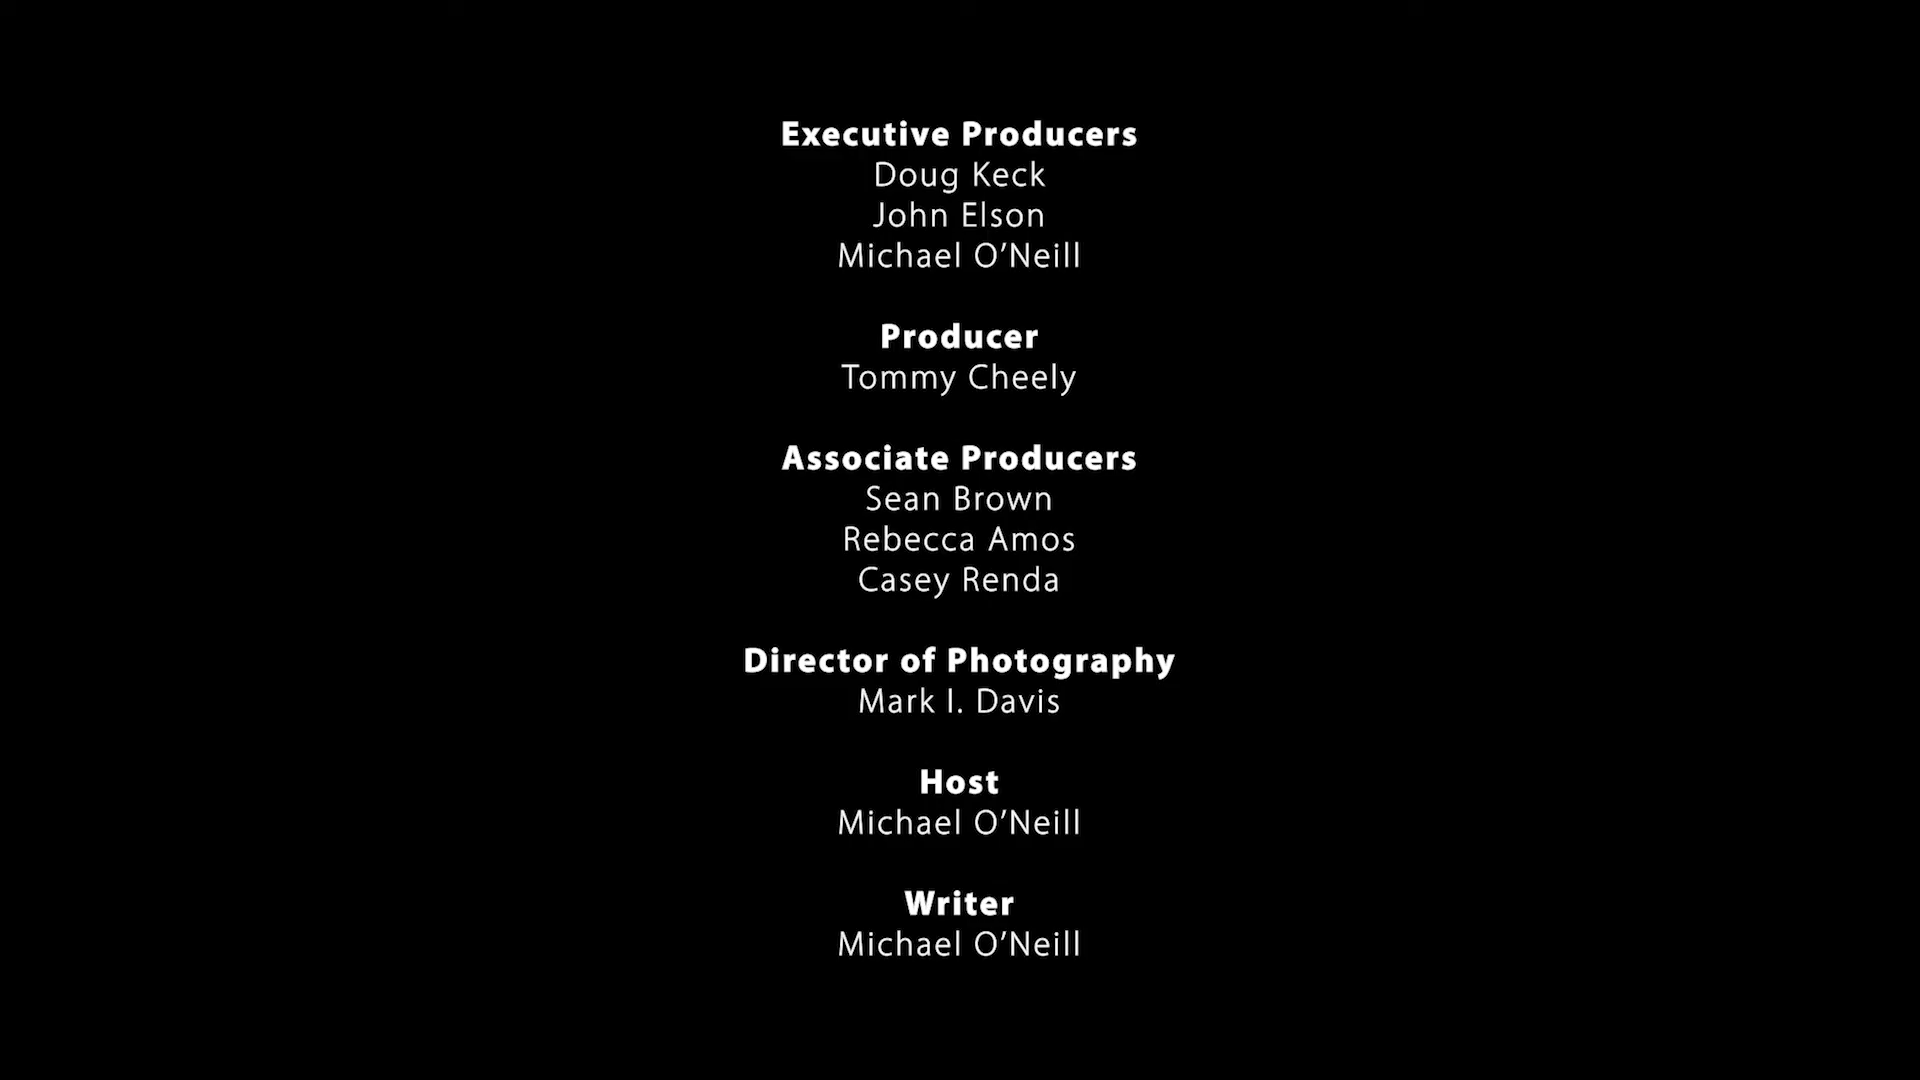 Executive Producers
Doug Keck
John Elson
Michael O’Neill
Producer
Tommy Cheely
Associate Producers
Sean Brown
Rebecca Amos
Casey Renda
Director of Photography
Mark I. Davis
Host
Michael O’Neill
Writer
Michael O’Neill